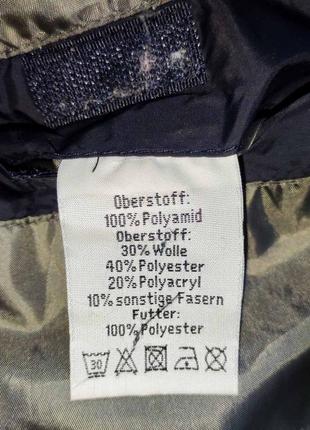 Oberstoff:
100% Polyamid
Oberstoff:
30% Wolle
40% Polyester
20% Polyacryl
10% sonstige Fasern
Futter:
100% Polyester
30